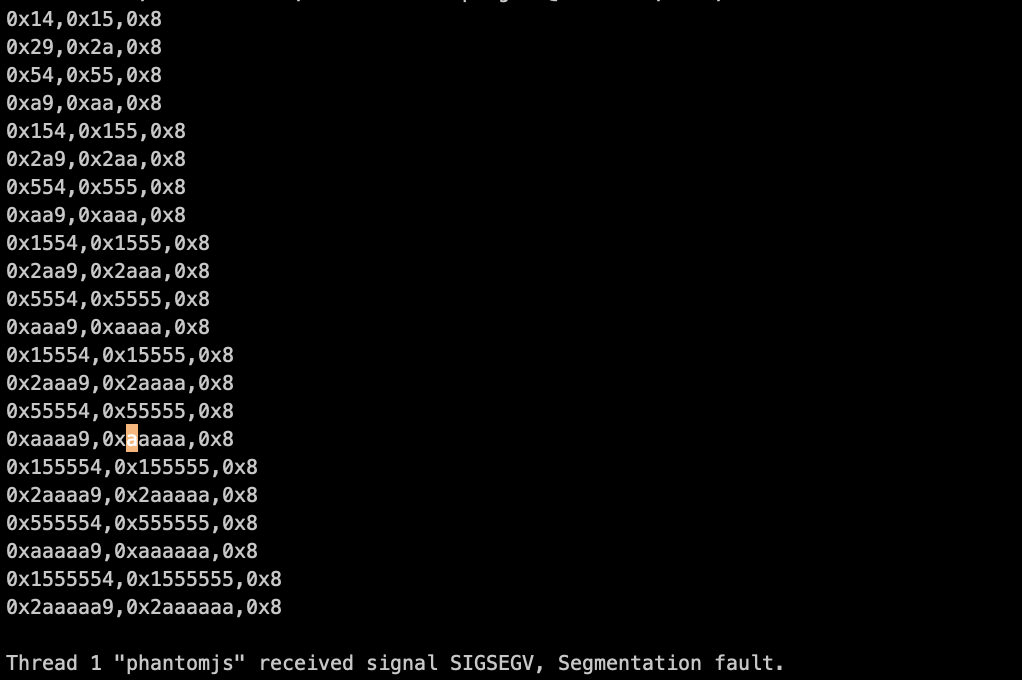 0x14,0x15,0x8
0x29,0x2a,0x8
0x54,0x55,0x8
0xa9,0xaa,0x8
0x154,0x155,0x8
0x2a9,0x2aa,0x8
0x554,0x555,0x8
0xaa9,0xaaa,0x8
0x1554,0x1555,0x8
0x2aa9,0x2aaa,0x8
0x5554,0x5555,0x8
0xaaa9,0xaaaa,0x8
0x15554,0x15555,0x8
0x2aaa9,0x2aaaa,0x8
0x55554,0x55555,0x8
0xaaaa9,0xaaaaa,0x8
0x155554,0x155555,0x8
0x2aaaa9,0x2aaaaa,0x8
0x555554,0x555555,0x8
0xaaaaa9,0xaaaaaa,0x8
0x1555554,0x1555555,0x8
0x2aaaaa9,0x2aaaaaa,0x8
Thread 1 "phantomjs" received signal SIGSEGV, Segmentation fault.